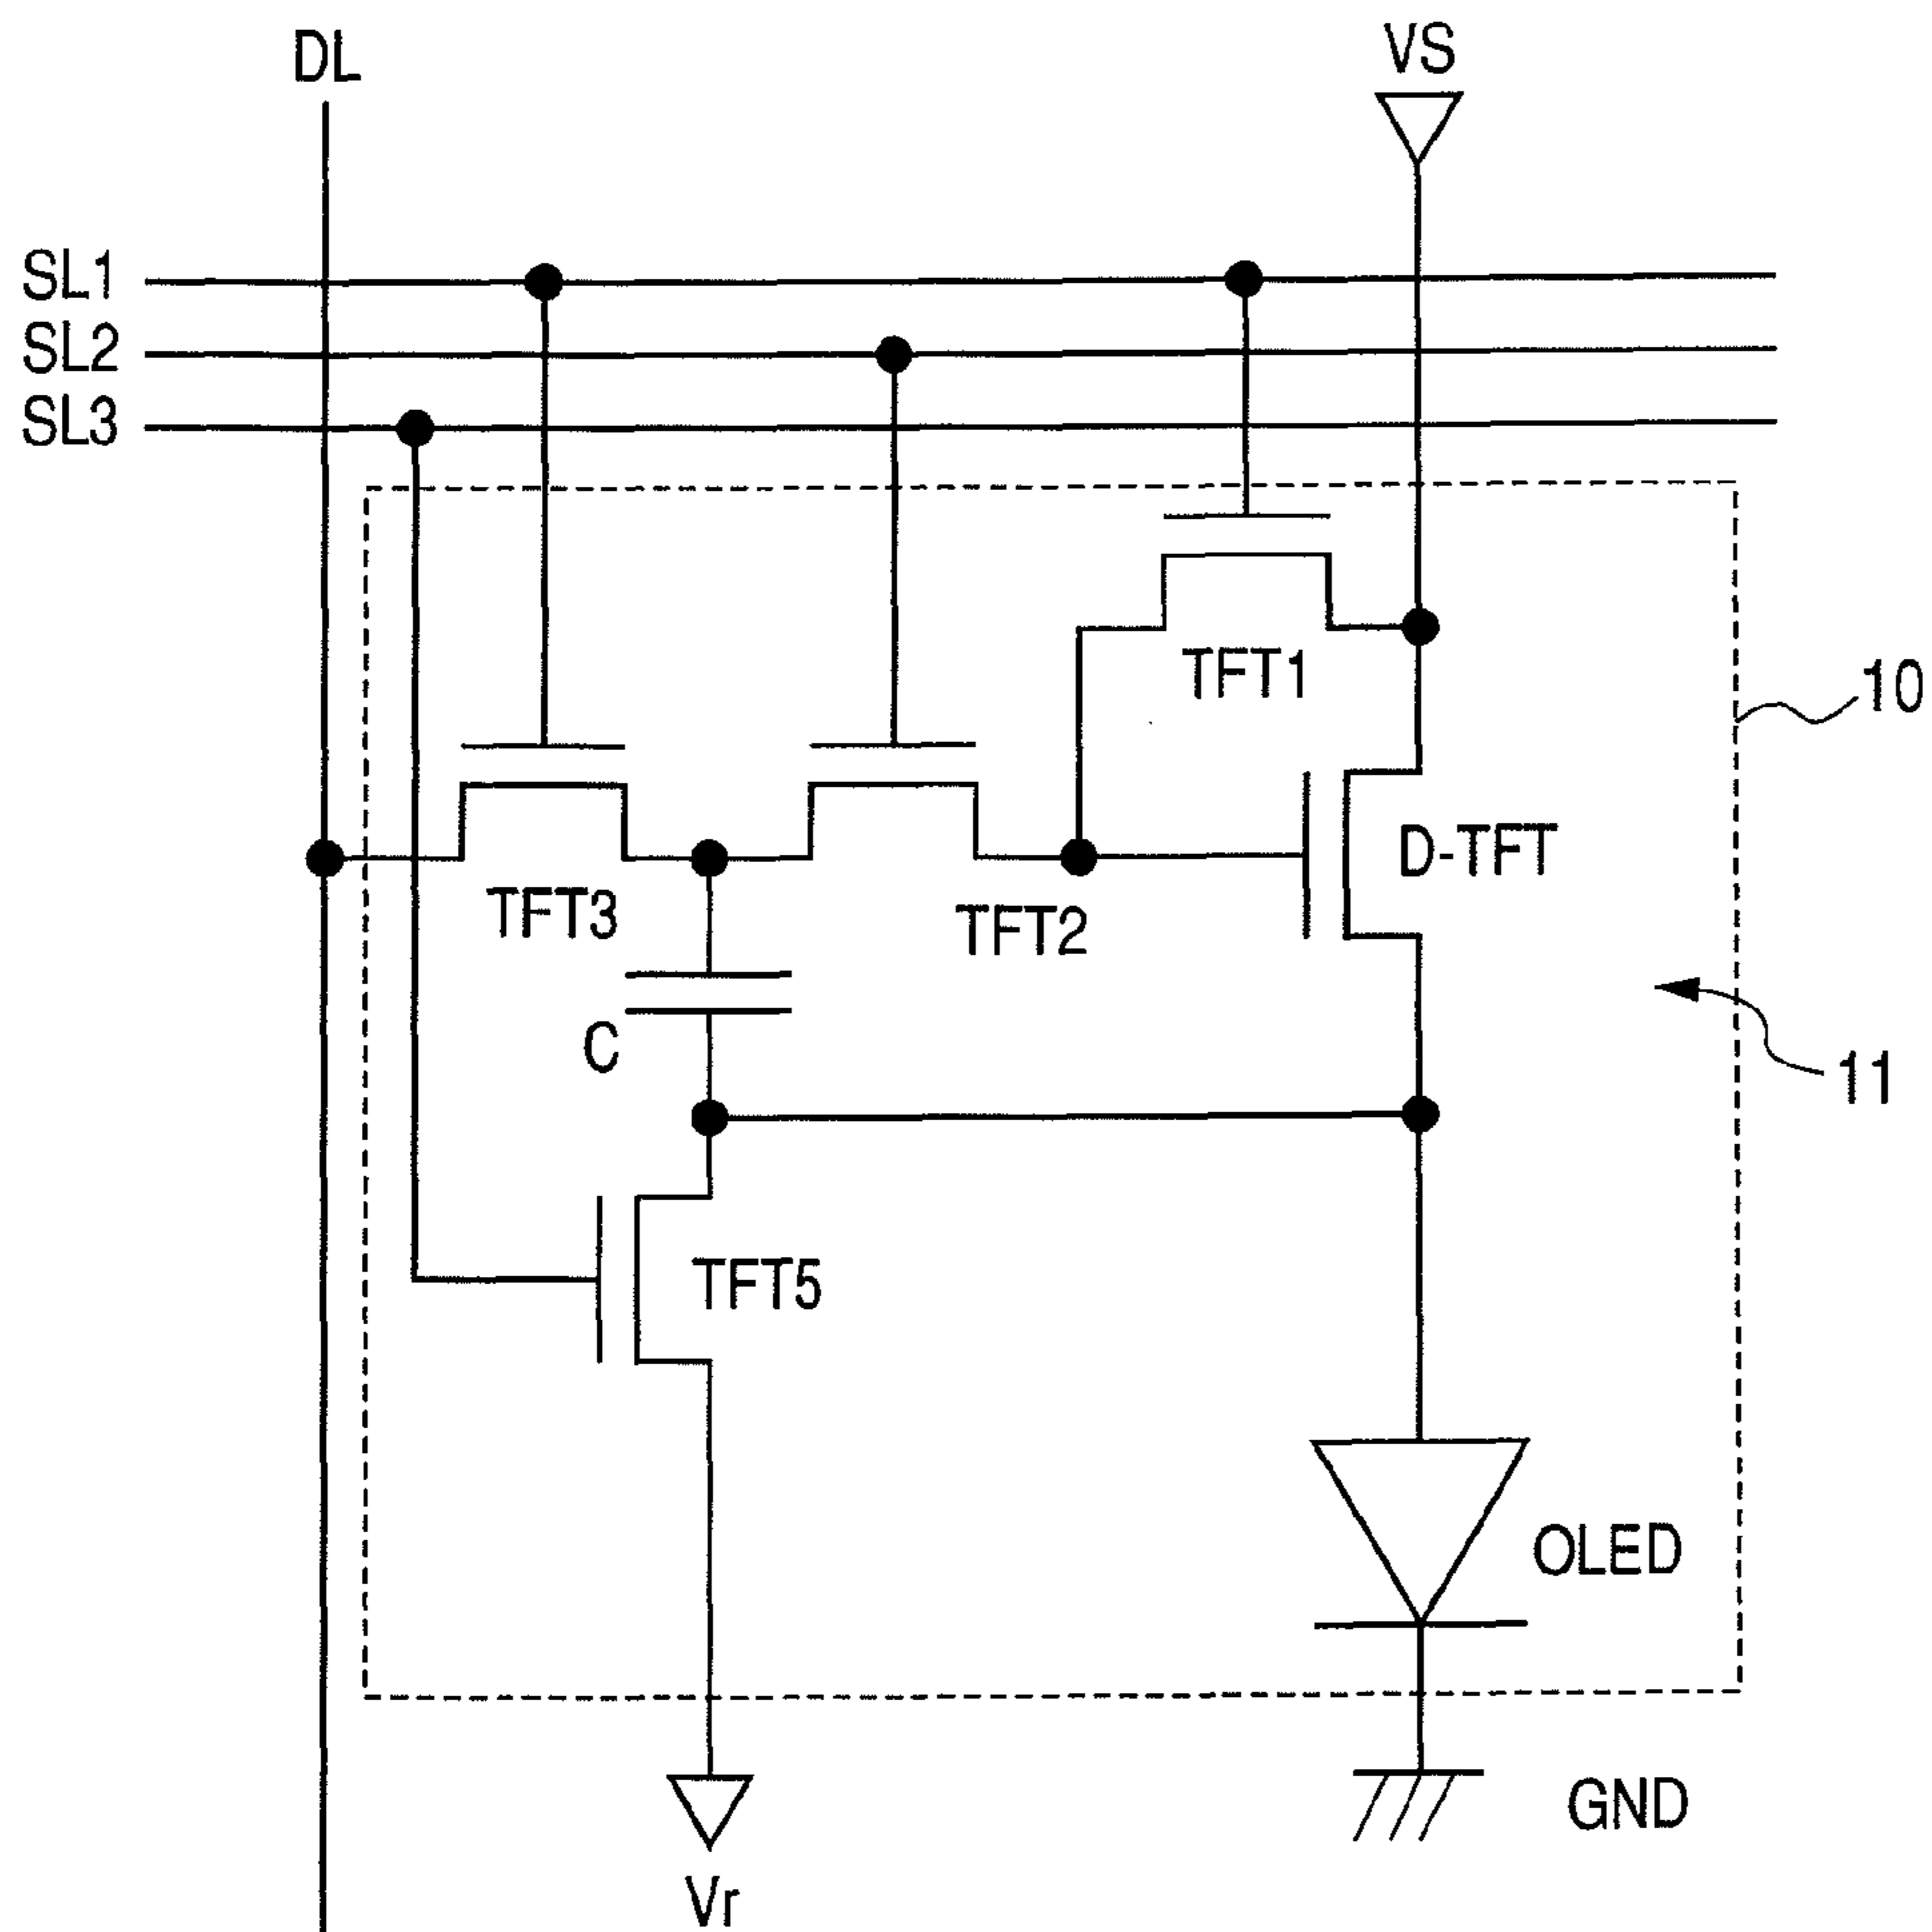 DL
VS
SL1
SL2
SL3
TFT1
10
D-TFT
TFT3
TFT2
C
11
TFT5
OLED
GND
Vr